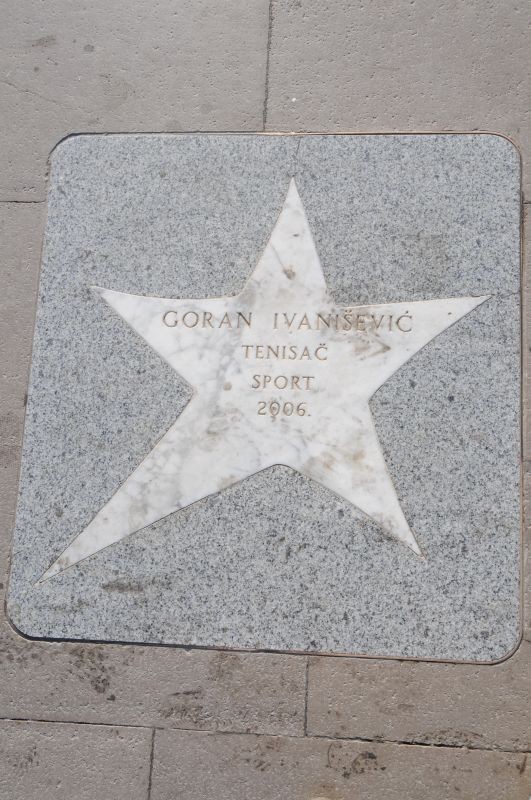 GORAN IVANIŠEVIĆ
TENISAČ
SPORT
2006.